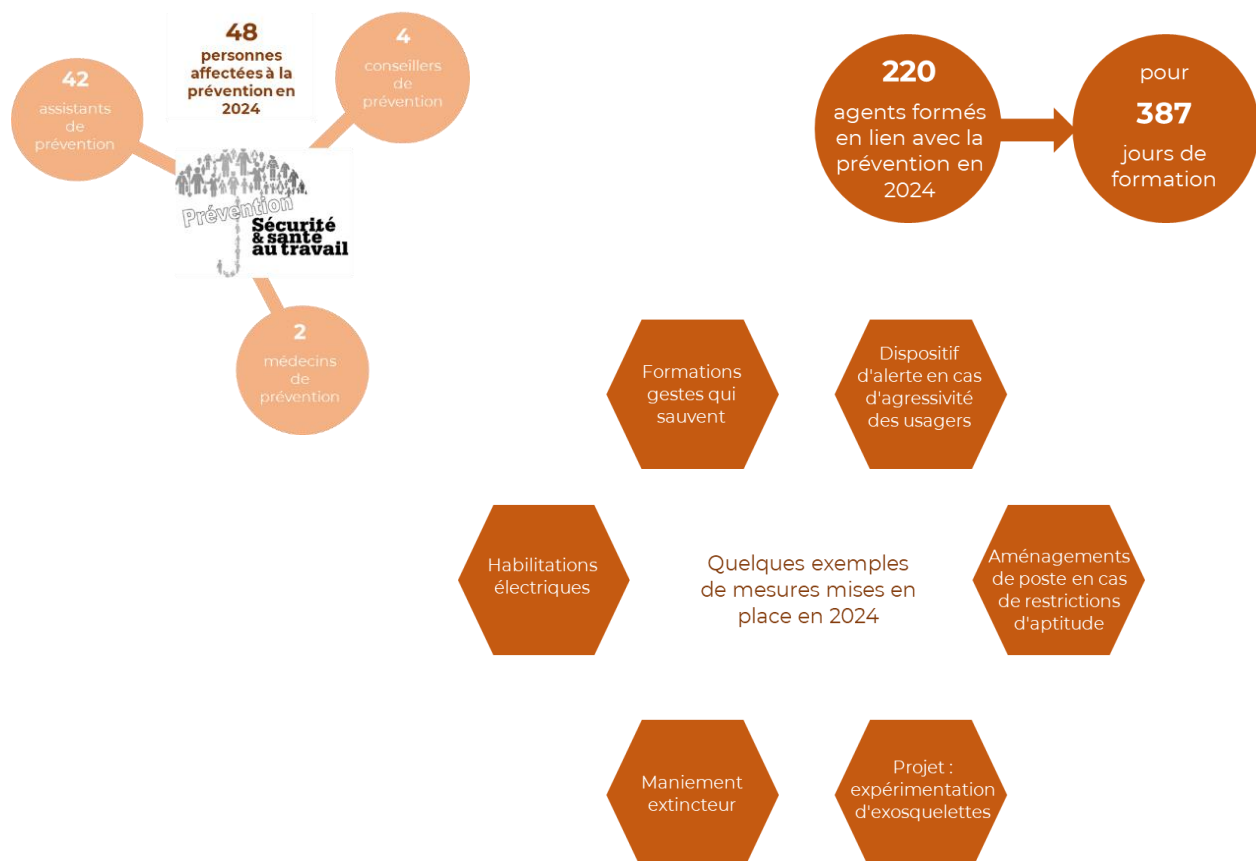 48
personnes
affectées à la
prévention en
2024
4
conseillers
de
prévention
42
assistants
de
prévention
Prévention
Sécurité
& santé
au travail
2
médecins
de
prévention
220
agents formés
en lien avec la
prévention en
2024
pour
387
jours de
formation
Formations
gestes qui
sauvent
Dispositif
d'alerte en cas
d'agressivité
des usagers
Habilitations
électriques
Quelques exemples
de mesures mises en
place en 2024
Aménagements
de poste en cas
de restrictions
d'aptitude
Maniement
extincteur
Projet :
expérimentation
d'exosquelettes